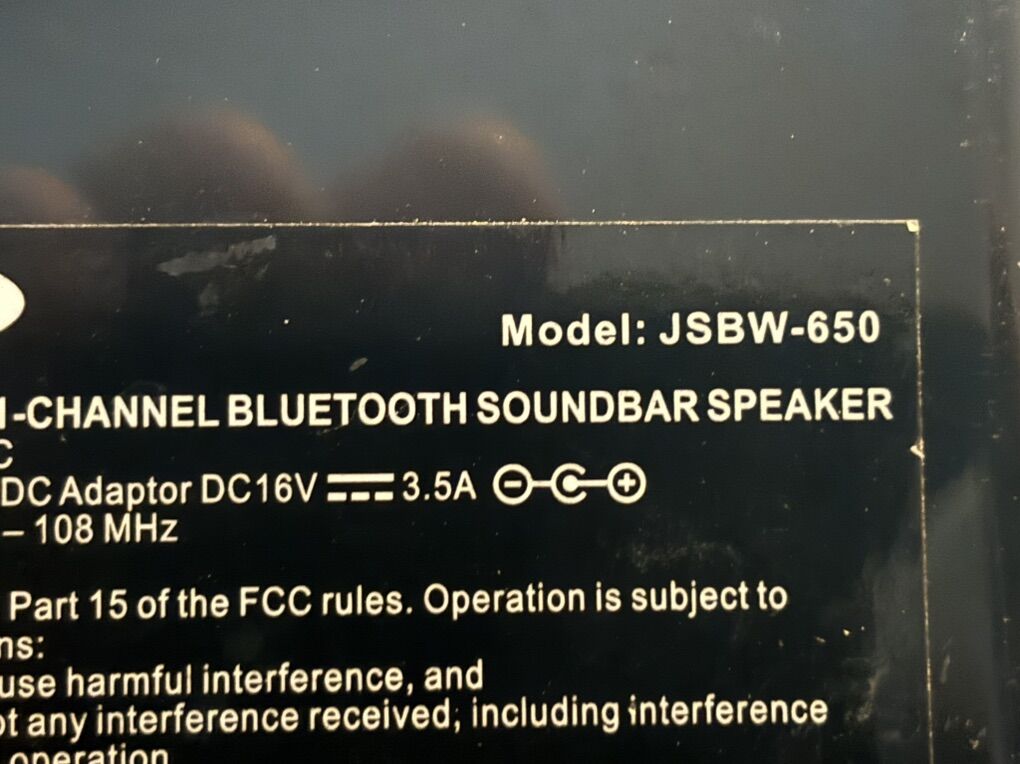 Model: JSBW-650
1-CHANNEL BLUETOOTH SOUNDBAR SPEAKER
C
DC Adaptor DC16V 3.5A
– 108 MHz
Part 15 of the FCC rules. Operation is subject to
ns:
use harmful interference, and
ot any interference received, including interference
operation